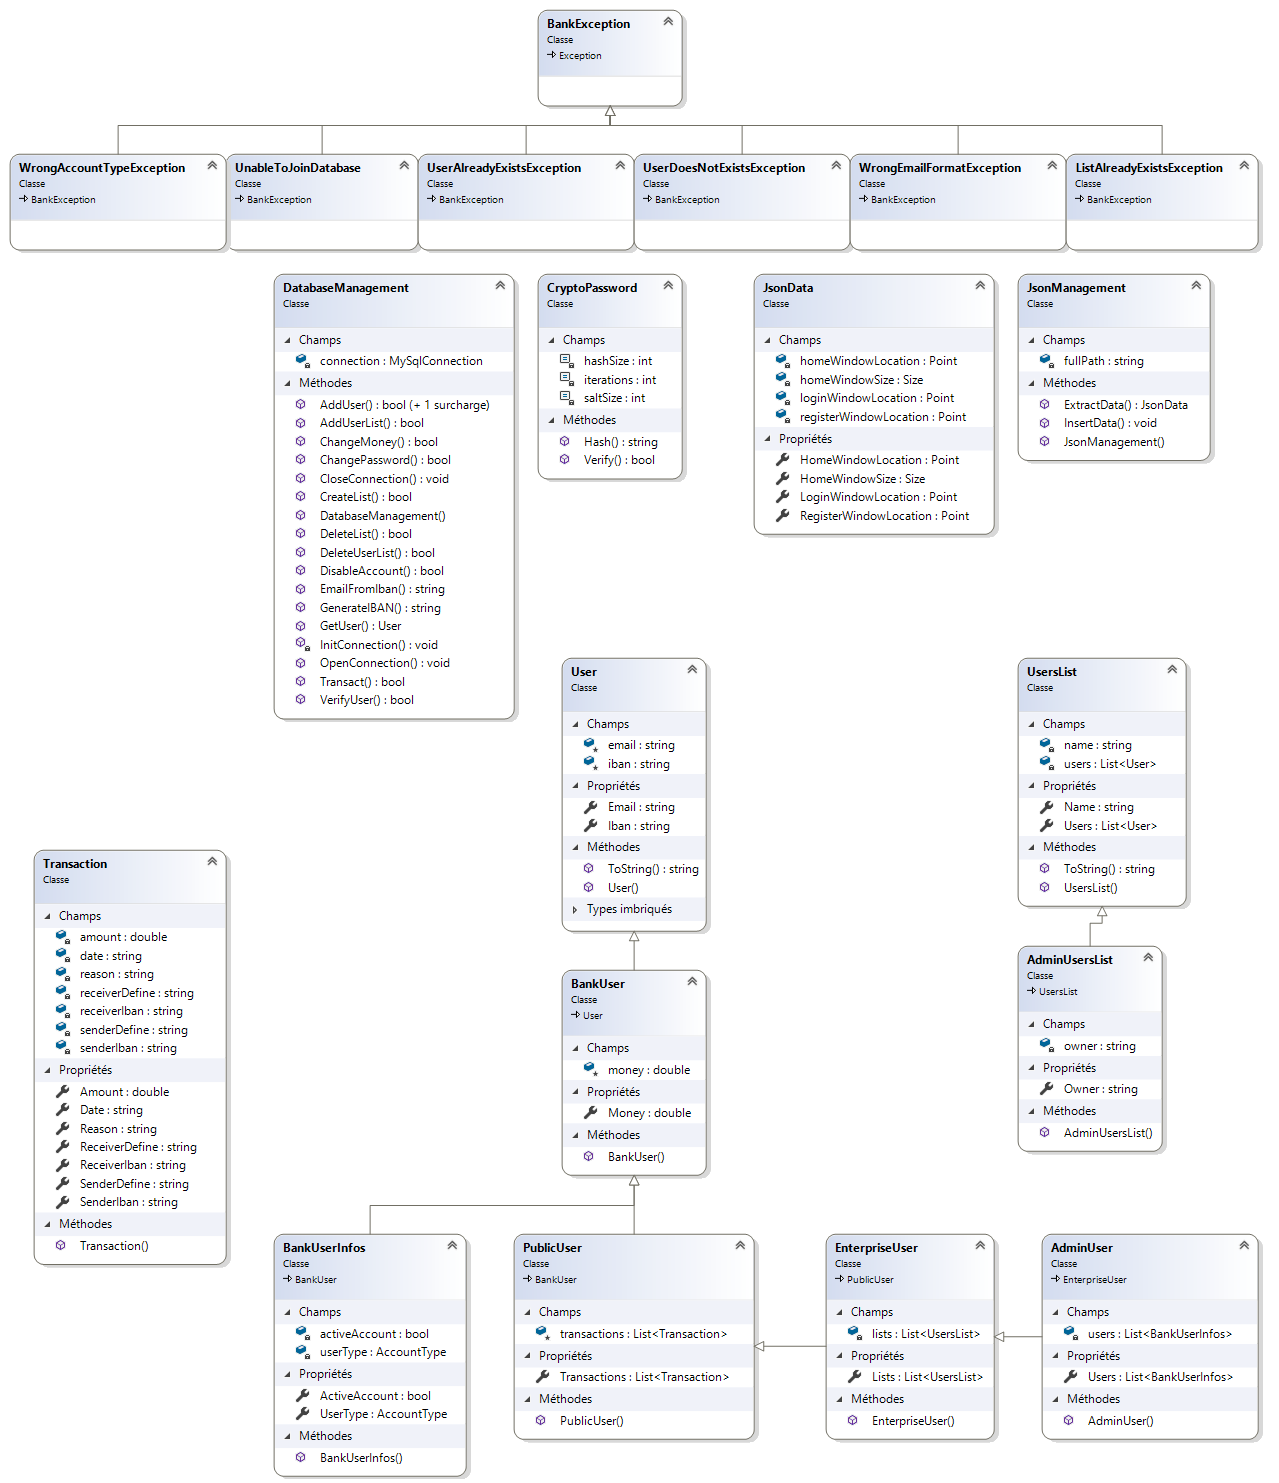 BankException
Classe
Exception
WrongAccountTypeException
Classe
BankException
UnableToJoinDatabase
Classe
BankException
UserAlreadyExistsException
Classe
BankException
UserDoesNotExistsException
Classe
BankException
WrongEmailFormatException
Classe
BankException
ListAlreadyExistsException
Classe
BankException
DatabaseManagement
Classe
Champs
connection : MySqlConnection
Méthodes
AddUser() : bool (+ 1 surcharge)
AddUserList() : bool
ChangeMoney() : bool
ChangePassword() : bool
CloseConnection() : void
CreateList() : bool
DatabaseManagement()
DeleteList() : bool
DeleteUserList() : bool
DisableAccount() : bool
EmailFromIban() : string
GenerateIBAN() : string
GetUser() : User
InitConnection() : void
OpenConnection() : void
Transact() : bool
VerifyUser() : bool
CryptoPassword
Classe
Champs
hashSize : int
iterations : int
saltSize : int
Méthodes
Hash() : string
Verify() : bool
JsonData
Classe
Champs
homeWindowLocation : Point
homeWindowSize : Size
loginWindowLocation : Point
registerWindowLocation : Point
Propriétés
HomeWindowLocation : Point
HomeWindowSize : Size
LoginWindowLocation : Point
RegisterWindowLocation : Point
JsonManagement
Classe
Champs
fullPath : string
Méthodes
ExtractData() : JsonData
InsertData() : void
JsonManagement()
User
Classe
Champs
email : string
iban : string
Propriétés
Email : string
Iban : string
Méthodes
ToString() : string
User()
Types imbriqués
UsersList
Classe
Champs
name : string
users : List<User>
Propriétés
Name : string
Users : List<User>
Méthodes
ToString() : string
UsersList()
Transaction
Classe
Champs
amount : double
date : string
reason : string
receiverDefine : string
receiverIban : string
senderDefine : string
senderIban : string
Propriétés
Amount : double
Date : string
Reason : string
ReceiverDefine : string
ReceiverIban : string
SenderDefine : string
SenderIban : string
Méthodes
Transaction()
BankUser
Classe
User
Champs
money : double
Propriétés
Money : double
Méthodes
BankUser()
AdminUsersList
Classe
UsersList
Champs
owner : string
Propriétés
Owner : string
Méthodes
AdminUsersList()
BankUserInfos
Classe
BankUser
Champs
activeAccount : bool
userType : AccountType
Propriétés
ActiveAccount : bool
UserType : AccountType
Méthodes
BankUserInfos()
PublicUser
Classe
BankUser
Champs
transactions : List<Transaction>
Propriétés
Transactions : List<Transaction>
Méthodes
PublicUser()
EnterpriseUser
Classe
PublicUser
Champs
lists : List<UsersList>
Propriétés
Lists : List<UsersList>
Méthodes
EnterpriseUser()
AdminUser
Classe
EnterpriseUser
Champs
users : List<BankUserInfos>
Propriétés
Users : List<BankUserInfos>
Méthodes
AdminUser()